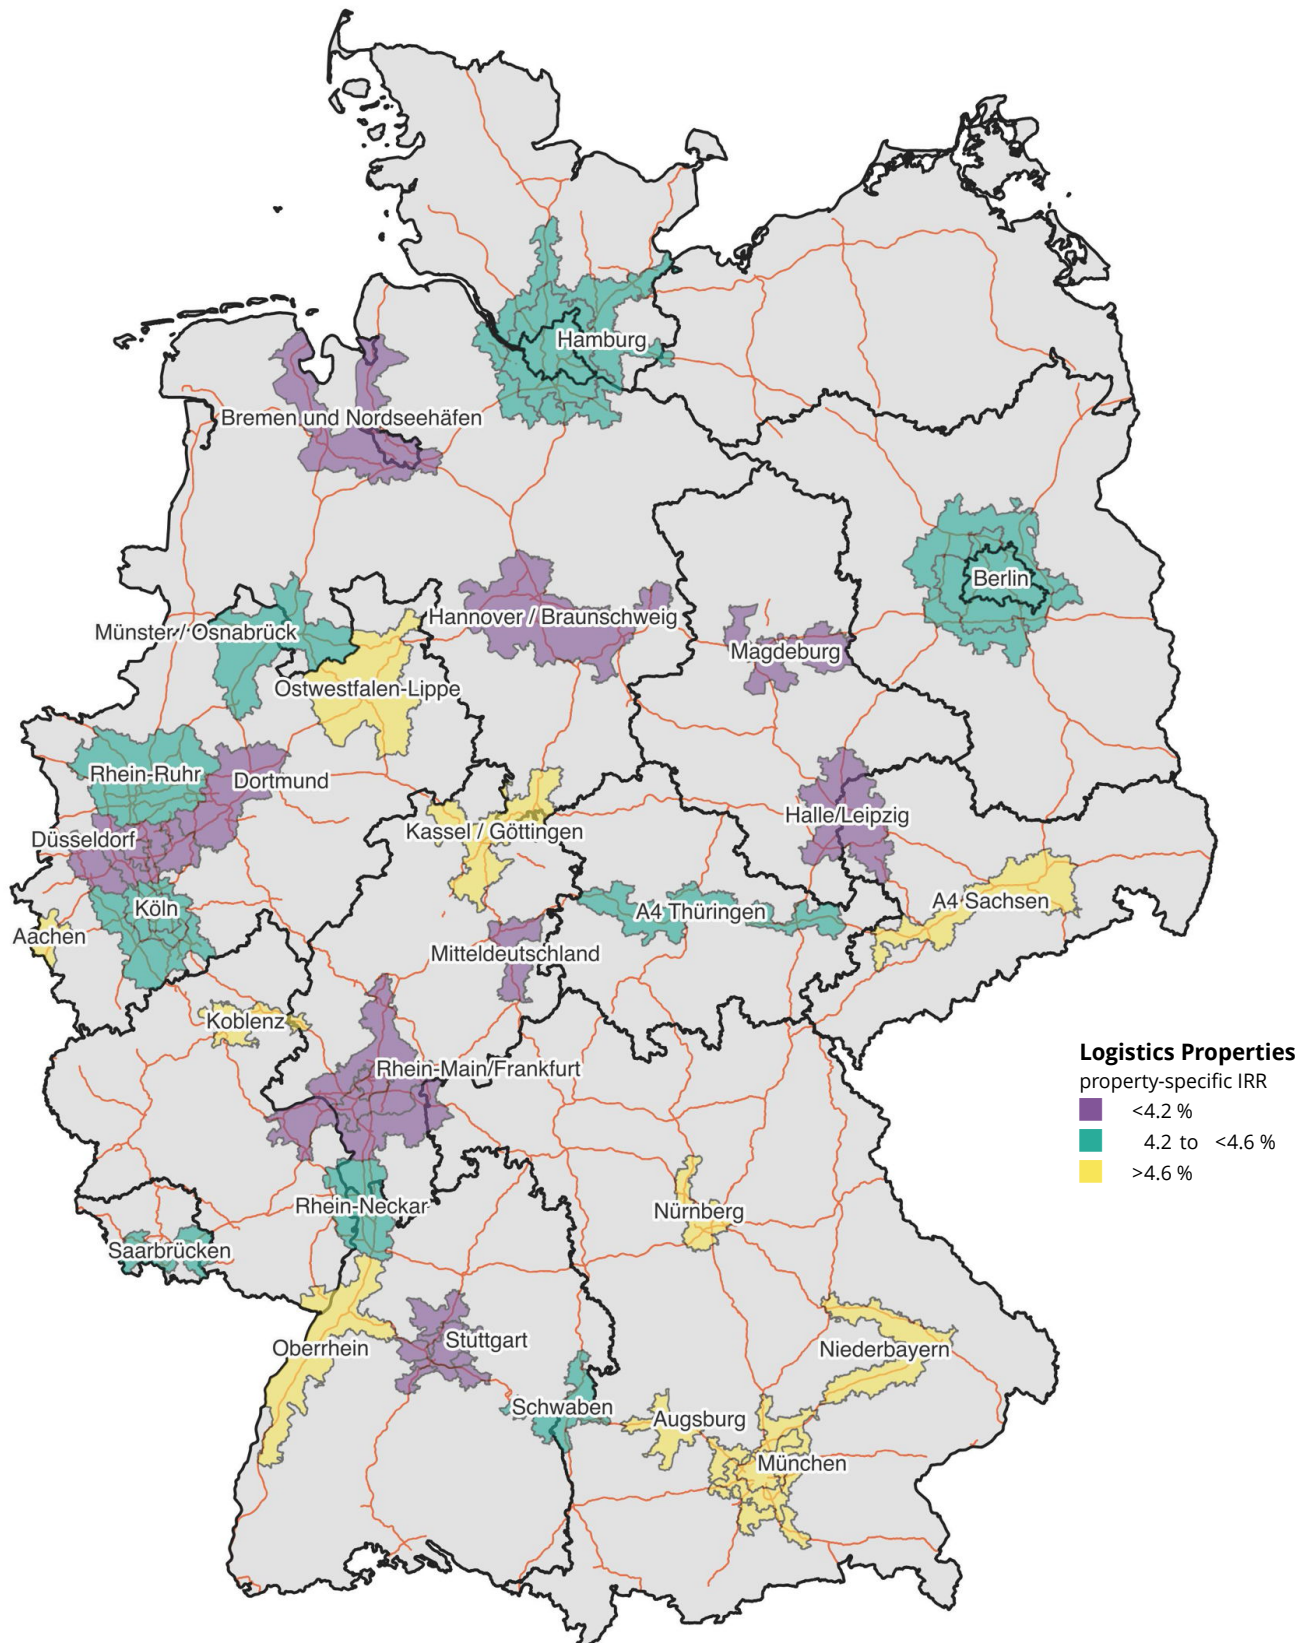 Hamburg
Bremen und Nordseehäfen
Berlin
Hannover / Braunschweig
Münster / Osnabrück
Magdeburg
Ostwestfalen-Lippe
Rhein-Ruhr
Dortmund
Halle/Leipzig
Kassel / Göttingen
Düsseldorf
A4 Sachsen
Köln
A4 Thüringen
Aachen
Mitteldeutschland
Koblenz
Rhein-Main/Frankfurt
Logistics Properties
property-specific IRR
<4.2 %
4.2 to <4.6 %
>4.6 %
Rhein-Neckar
Nürnberg
Saarbrücken
Stuttgart
Oberrhein
Niederbayern
Schwaben
Augsburg
München